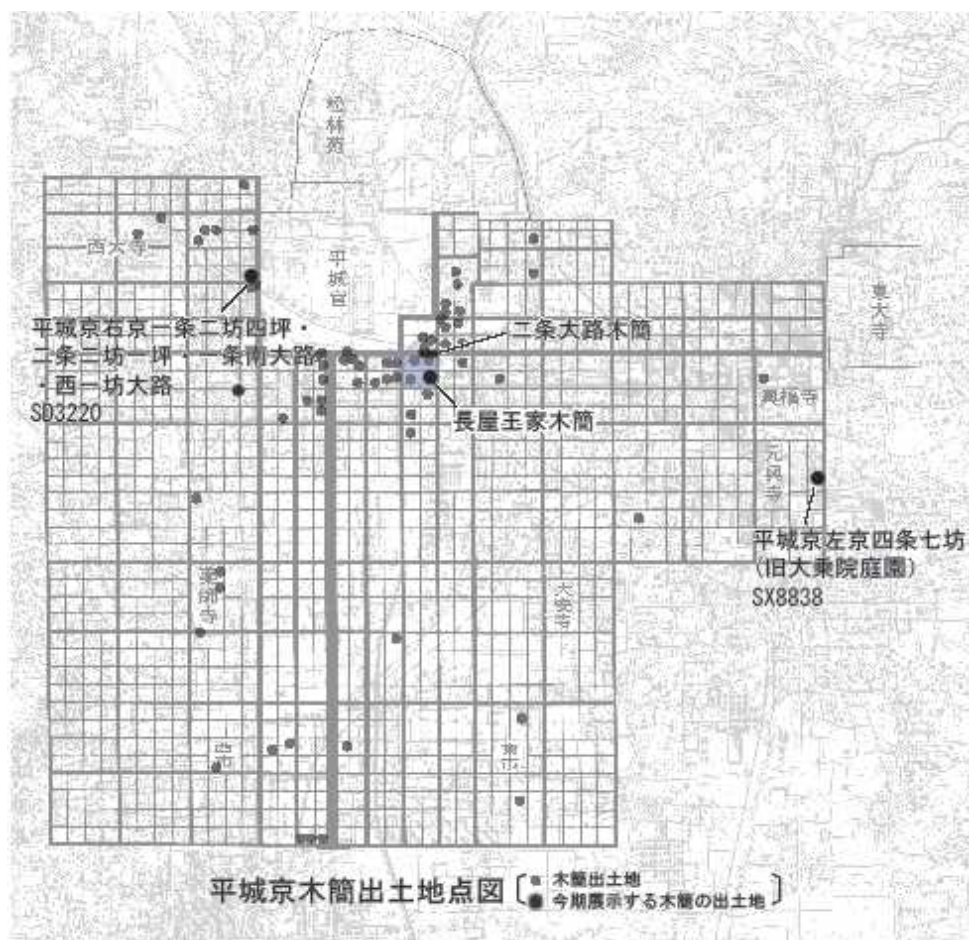 松林苑
西大寺
平城宮
東大寺
平城京右京一条二坊四坪・
二条二坊一坪・一条南大路
・西一坊大路
SD3220
二条大路木簡
長屋王家木簡
興福寺
元興寺
平城京左京四条七坊
(旧大乗院庭園)
SX8838
薬師寺
大安寺
西市
東市
平城京木簡出土地点図
木簡出土地
今期展示する木簡の出土地